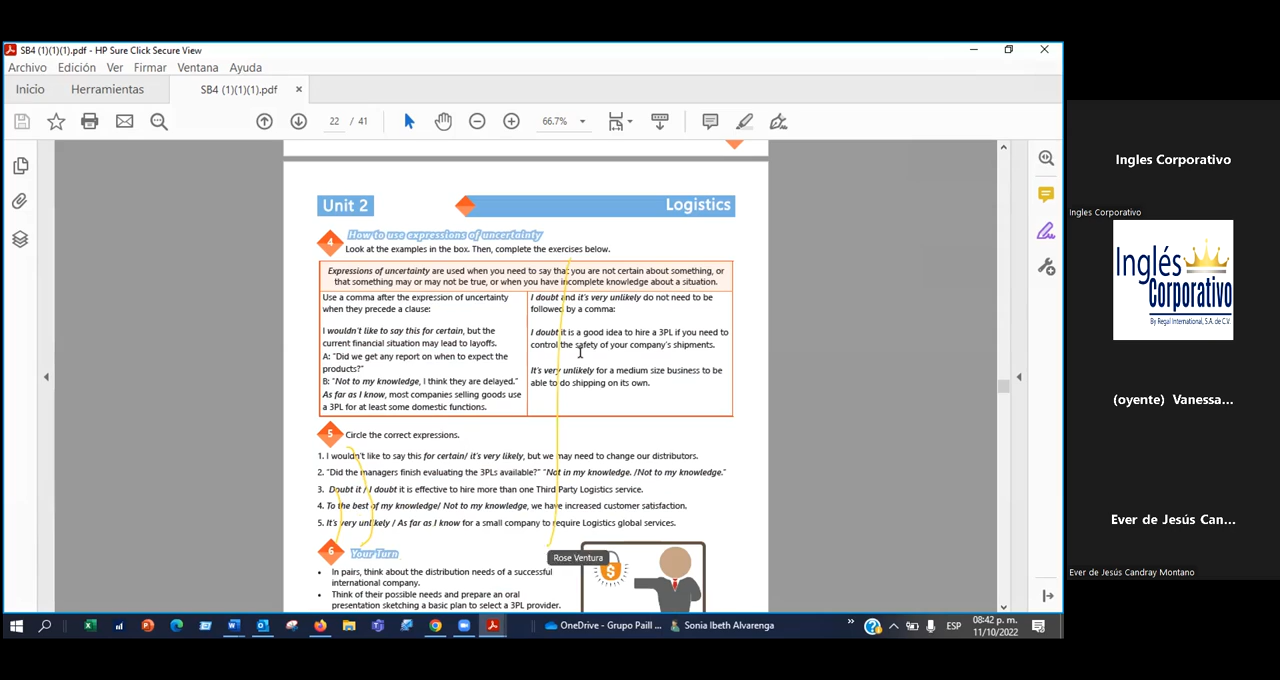 SB4 (1)(1)(1).pdf - HP Sure Click Secure View
Archivo Edición Ver Firmar Ventana Ayuda
Inicio Herramientas SB4 (1)(1)(1).pdf ×
22 / 41 66.7%
Unit 2 Logistics
4 How to use expressions of uncertainty
Look at the examples in the box. Then, complete the exercises below.
Expressions of uncertainty are used when you need to say that you are not certain about something, or
that something may or may not be true, or when you have incomplete knowledge about a situation.
Use a comma after the expression of uncertainty
when they precede a clause:
I wouldn't like to say this for certain, but the
current financial situation may lead to layoffs.
A: "Did we get any report on when to expect the
products?"
B: "Not to my knowledge, I think they are delayed."
As far as I know, most companies selling goods use
a 3PL for at least some domestic functions.
I doubt and it's very unlikely do not need to be
followed by a comma:
I doubt it is a good idea to hire a 3PL if you need to
control the safety of your company's shipments.
It's very unlikely for a medium size business to be
able to do shipping on its own.
5 Circle the correct expressions.
1. I wouldn't like to say this for certain/ it's very likely, but we may need to change our distributors.
2. "Did the managers finish evaluating the 3PLs available?" "Not in my knowledge. /Not to my knowledge."
3. Doubt it / I doubt it is effective to hire more than one Third Party Logistics service.
4. To the best of my knowledge/ Not to my knowledge, we have increased customer satisfaction.
5. It's very unlikely / As far as I know for a small company to require Logistics global services.
6 Your Turn
• In pairs, think about the distribution needs of a successful
international company.
• Think of their possible needs and prepare an oral
presentation sketching a basic plan to select a 3PL provider.
$
Rose Ventura
OneDrive - Grupo Paill ... Sonia Ibeth Alvarenga
ESP
08:42 p. m.
11/10/2022
Ingles Corporativo
Ingles Corporativo
Inglés
Corporativo
By Regal International, S.A. de C.V.
(oyente) Vanessa...
Ever de Jesús Can...
Ever de Jesús Candray Montano